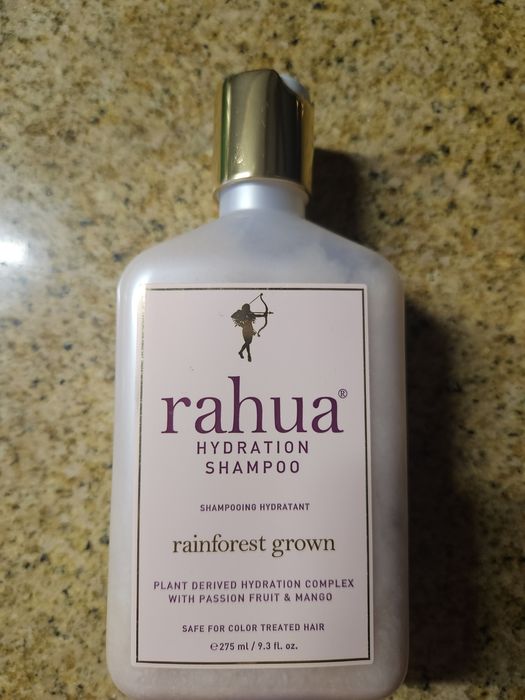 rahua®
HYDRATION
SHAMPOO
SHAMPOOING HYDRATANT
rainforest grown
PLANT DERIVED HYDRATION COMPLEX
WITH PASSION FRUIT & MANGO
SAFE FOR COLOR TREATED HAIR
℮275 ml / 9.3 fl. oz.